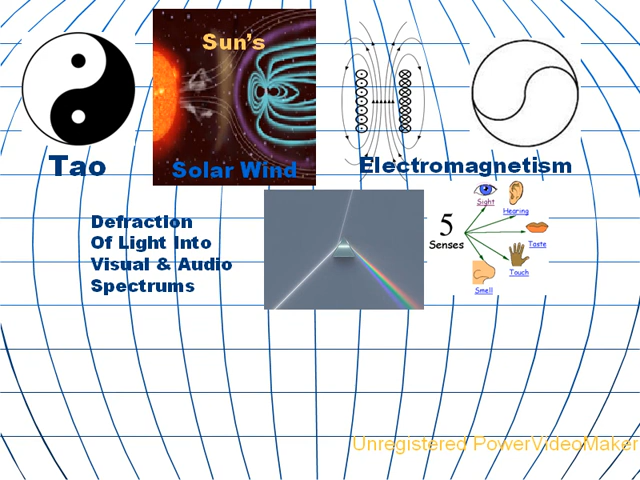 Sun's
Solar Wind
Tao
Electromagnetism
Defraction
Of Light Into
Visual & Audio
Spectrums
5
Senses
Sight
Hearing
Taste
Touch
Smell
Unregistered PowerVideoMaker